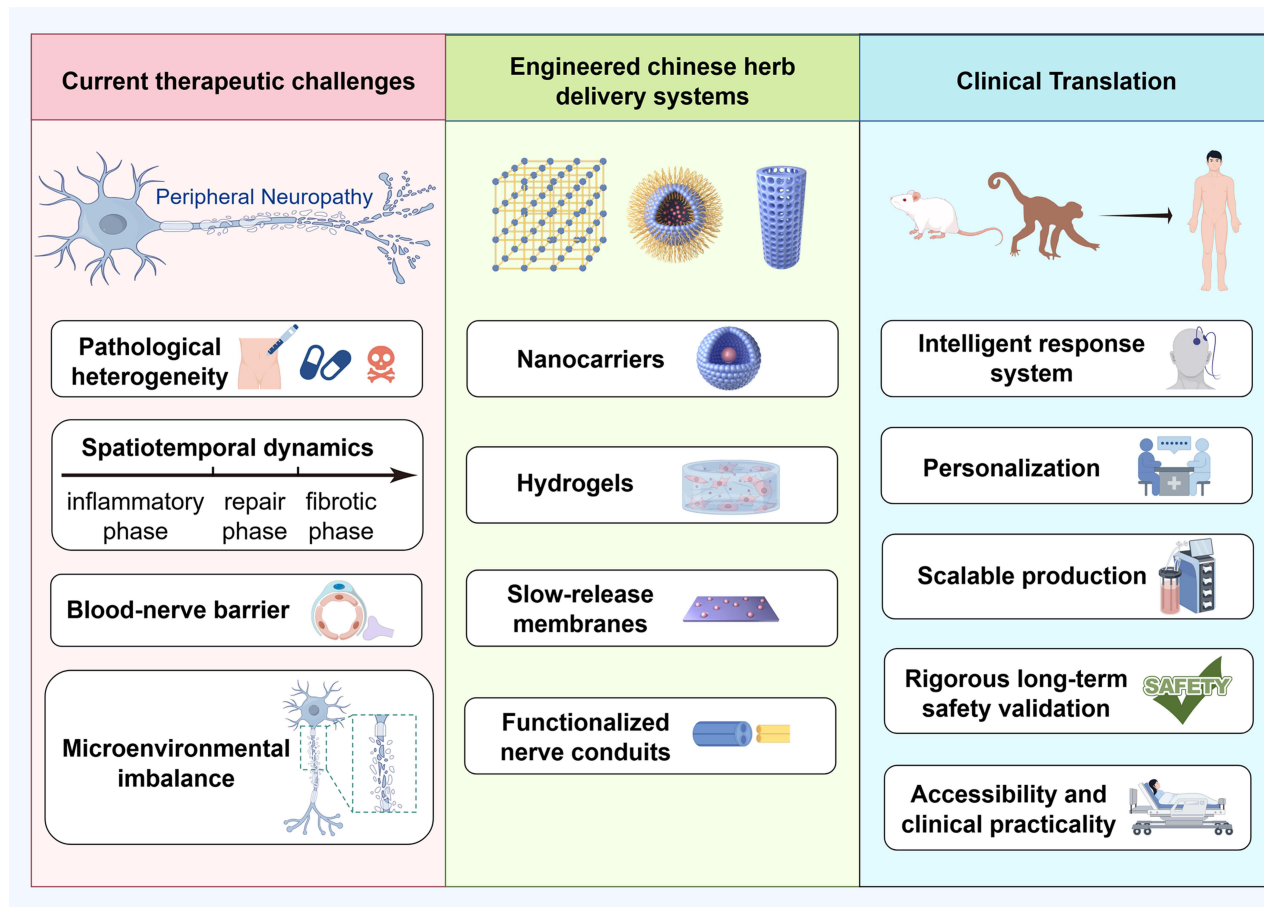 Current therapeutic challenges
Peripheral Neuropathy
Pathological
heterogeneity
Spatiotemporal dynamics
inflammatory
phase
repair
phase
fibrotic
phase
Blood-nerve barrier
Microenvironmental
imbalance
Engineered chinese herb
delivery systems
Nanocarriers
Hydrogels
Slow-release
membranes
Functionalized
nerve conduits
Clinical Translation
Intelligent response
system
Personalization
Scalable production
Rigorous long-term
safety validation
SAFETY
Accessibility and
clinical practicality